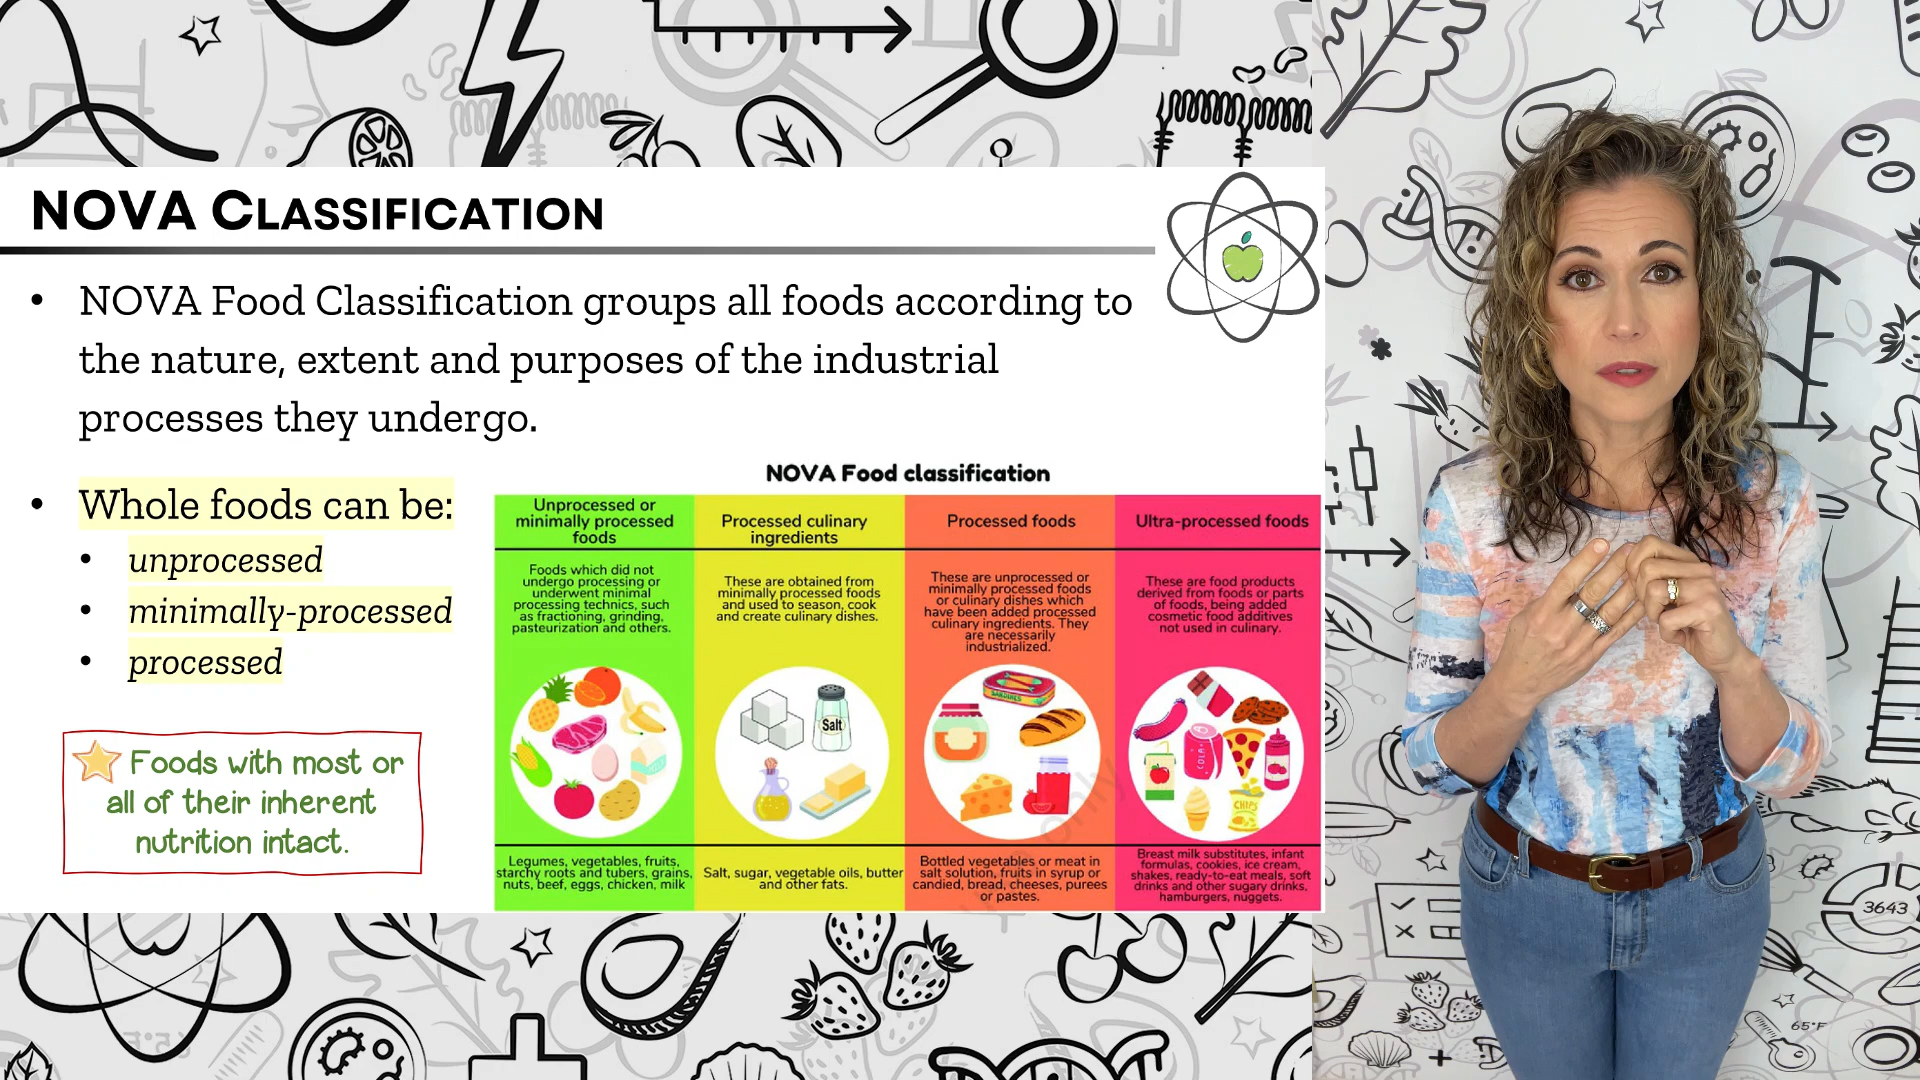 NOVA CLASSIFICATION
• NOVA Food Classification groups all foods according to
the nature, extent and purposes of the industrial
processes they undergo.
• Whole foods can be:
• unprocessed
• minimally-processed
• processed
Foods with most or
all of their inherent
nutrition intact.
NOVA Food classification
Unprocessed or
minimally processed
foods
Foods which did not
undergo processing or
underwent minimal
processing technics, such
as fractioning, grinding,
pasteurization and others.
Legumes, vegetables, fruits,
starchy roots and tubers, grains,
nuts, beef, eggs, chicken, milk
Processed culinary
ingredients
These are obtained from
minimally processed foods
and used to season, cook
and create culinary dishes.
Salt
Salt, sugar, vegetable oils, butter
and other fats.
Processed foods
These are unprocessed or
minimally processed foods
or culinary dishes which
have been added processed
culinary ingredients. They
are necessarily
industrialized.
SARDINES
Bottled vegetables or meat in
salt solution, fruits in syrup or
candied, bread, cheeses, purees
or pastes.
Ultra-processed foods
These are food products
derived from foods or parts
of foods, being added
cosmetic food additives
not used in culinary.
COLA
CHIPS
Breast milk substitutes, infant
formulas, cookies, ice cream,
shakes, ready-to-eat meals, soft
drinks and other sugary drinks,
hamburgers, nuggets.
3643
65°F